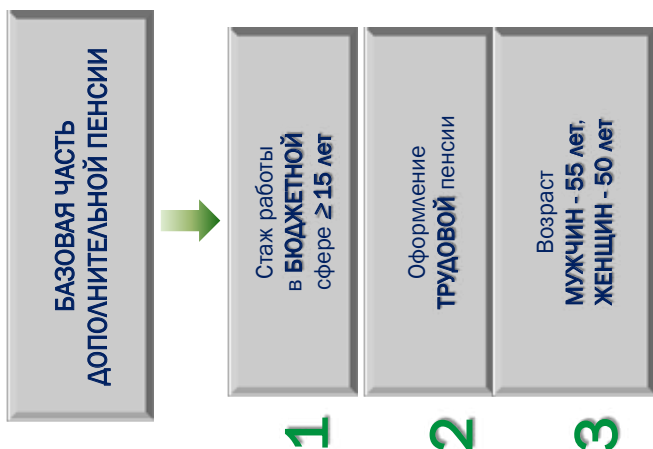 БАЗОВАЯ ЧАСТЬ
ДОПОЛНИТЕЛЬНОЙ ПЕНСИИ
1
Стаж работы
в БЮДЖЕТНОЙ
сфере ≥ 15 лет
2
Оформление
ТРУДОВОЙ пенсии
3
Возраст
МУЖЧИН - 55 лет,
ЖЕНЩИН - 50 лет